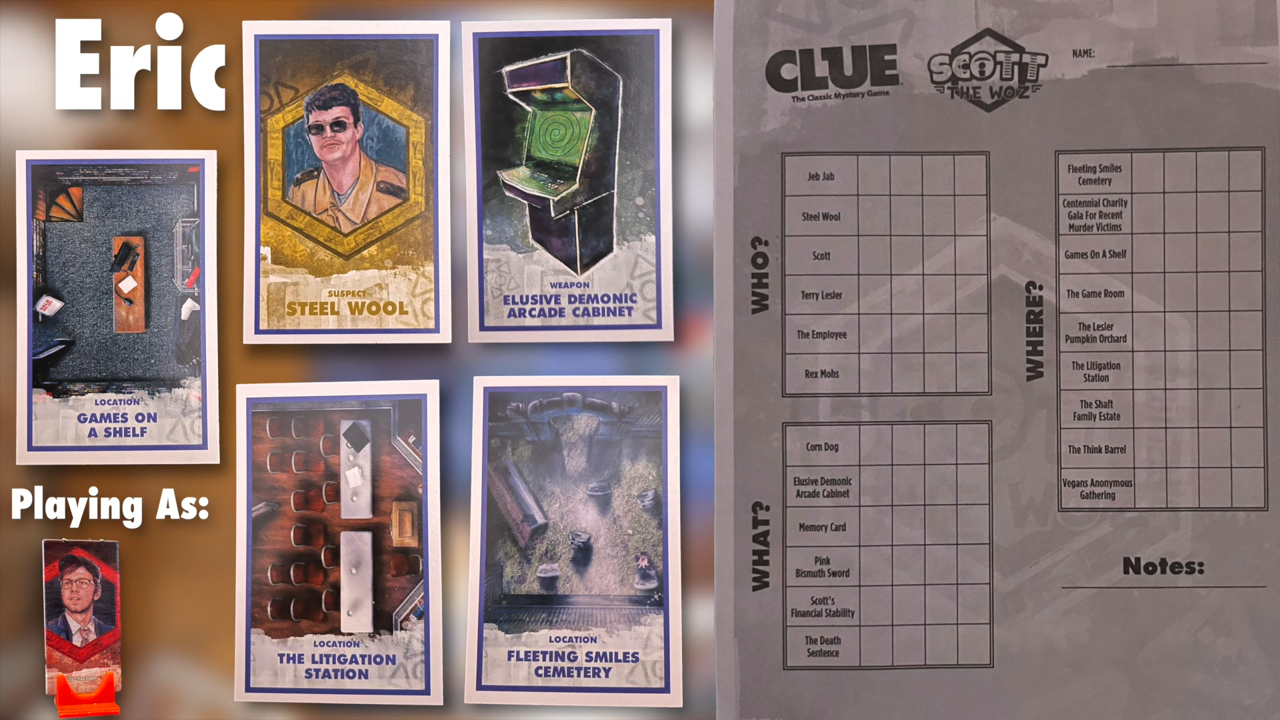 Eric
SUSPECT
STEEL WOOL
WEAPON
ELUSIVE DEMONIC
ARCADE CABINET
LOCATION
GAMES ON
A SHELF
Playing As:
LOCATION
THE LITIGATION
STATION
LOCATION
FLEETING SMILES
CEMETERY
CLUE
The Classic Mystery Game
SCOTT
THE WOZ
NAME:
WHO?
Jeb Jab
Steel Wool
Scott
Terry Lesler
The Employee
Rex Mohs
WHAT?
Corn Dog
Elusive Demonic
Arcade Cabinet
Memory Card
Pink
Bismuth Sword
Scott's
Financial Stability
The Death
Sentence
WHERE?
Fleeting Smiles
Cemetery
Centennial Charity
Gala For Recent
Murder Victims
Games On A Shelf
The Game Room
The Lesler
Pumpkin Orchard
The Litigation
Station
The Shaft
Family Estate
The Think Barrel
Vegans Anonymous
Gathering
Notes: